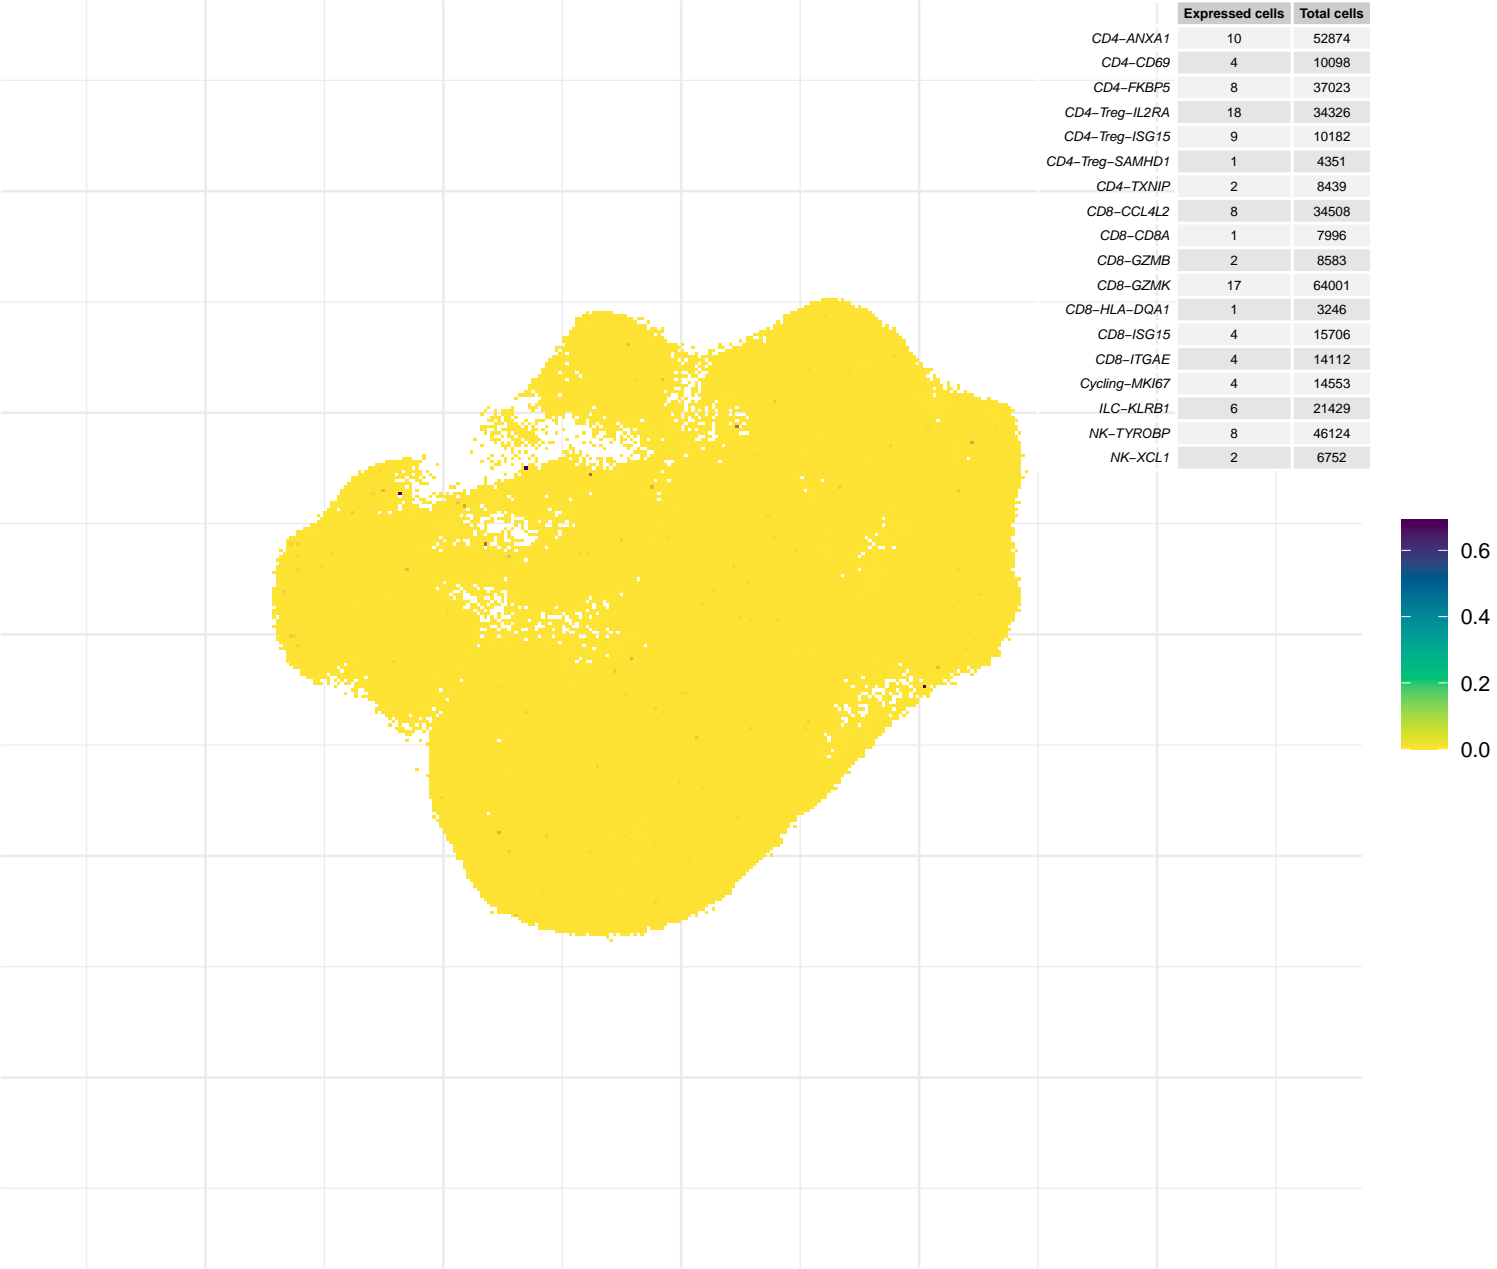 Expressed cells Total cells
CD4−ANXA1 10 52874
CD4−CD69 4 10098
CD4−FKBP5 8 37023
CD4−Treg−IL2RA 18 34326
CD4−Treg−ISG15 9 10182
CD4−Treg−SAMHD1 1 4351
CD4−TXNIP 2 8439
CD8−CCL4L2 8 34508
CD8−CD8A 1 7996
CD8−GZMB 2 8583
CD8−GZMK 17 64001
CD8−HLA−DQA1 1 3246
CD8−ISG15 4 15706
CD8−ITGAE 4 14112
Cycling−MKI67 4 14553
ILC−KLRB1 6 21429
NK−TYROBP 8 46124
NK−XCL1 2 6752
0.6
0.4
0.2
0.0